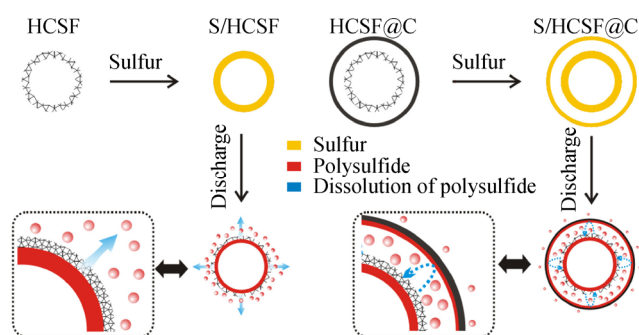 HCSF
Sulfur
S/HCSF
HCSF@C
Sulfur
S/HCSF@C
Discharge
Sulfur
Polysulfide
Dissolution of polysulfide
Discharge